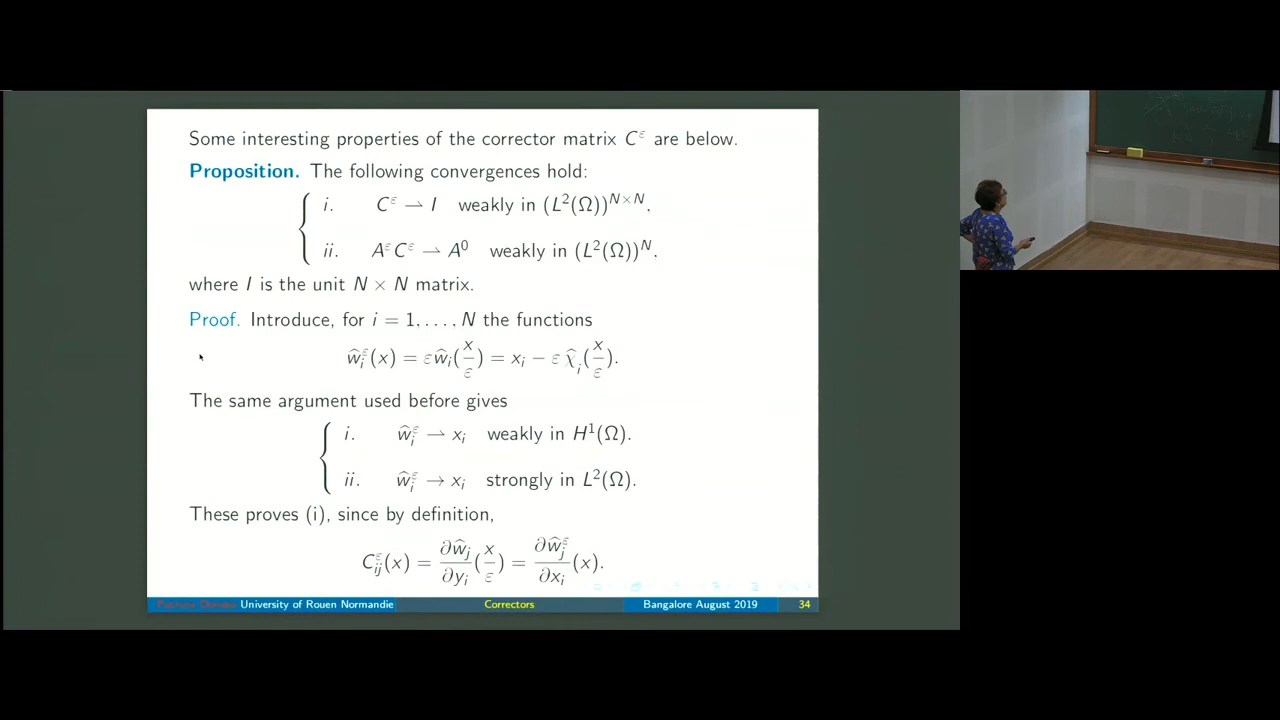 Some interesting properties of the corrector matrix C^ε are below.
Proposition. The following convergences hold:
i. C^ε ⇀ I weakly in (L²(Ω))^{N×N},
ii. A^ε C^ε ⇀ A⁰ weakly in (L²(Ω))^N.
where I is the unit N × N matrix.
Proof. Introduce, for i = 1, . . . , N the functions
ŵ_i^ε(x) = εŵ_i(x/ε) = x_i − ε χ̂_i(x/ε).
The same argument used before gives
i. ŵ_i^ε ⇀ x_i weakly in H¹(Ω).
ii. ŵ_i^ε → x_i strongly in L²(Ω).
These proves (i), since by definition,
C_{ij}^ε(x) = ∂ŵ_j/∂y_i (x/ε) = ∂ŵ_j^ε/∂x_i (x).
University of Rouen Normandie Correctors Bangalore August 2019 34